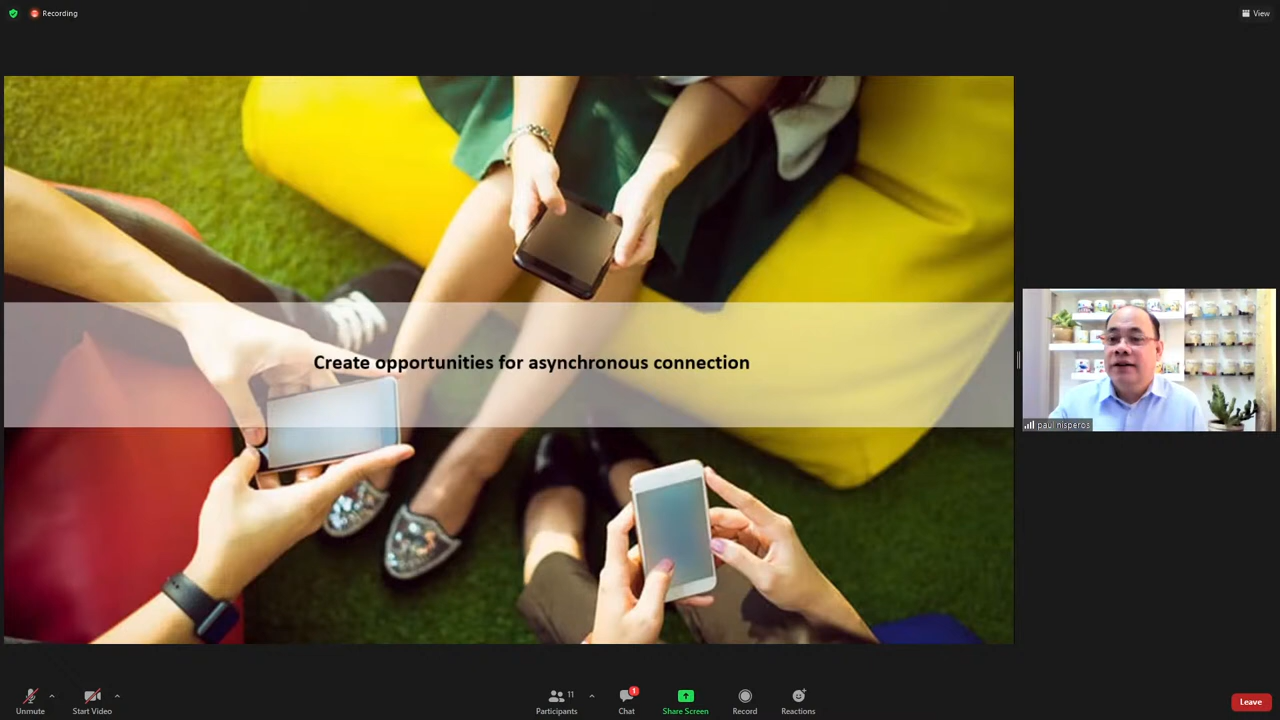 Recording
View
Create opportunities for asynchronous connection
paul nisperos
Unmute
Start Video
Participants
11
Chat
1
Share Screen
Record
Reactions
Leave